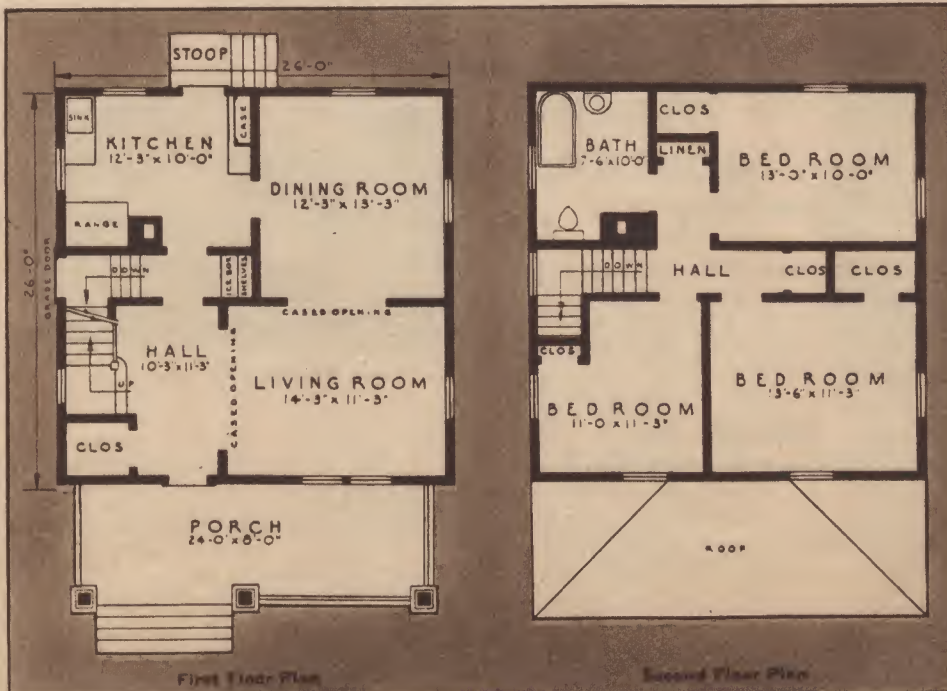 STOOP
26'-0"
SINK
CASE
KITCHEN
12'-3" x 10'-0"
DINING ROOM
12'-3" x 13'-3"
RANGE
26'-0"
GRADE DOOR
DOWN
ICE BOX
SHELVES
CASED OPENING
HALL
10'-3" x 11'-3"
UP
CASED OPENING
LIVING ROOM
14'-3" x 11'-3"
CLOS
PORCH
24'-0" x 8'-0"
First Floor Plan
CLOS
BATH
7'-6" x 10'-0"
LINEN
BED ROOM
13'-0" x 10'-0"
DOWN
HALL
CLOS
CLOS
CLOS
BED ROOM
11'-0 x 11'-3"
BED ROOM
13'-6" x 11'-3"
ROOF
Second Floor Plan